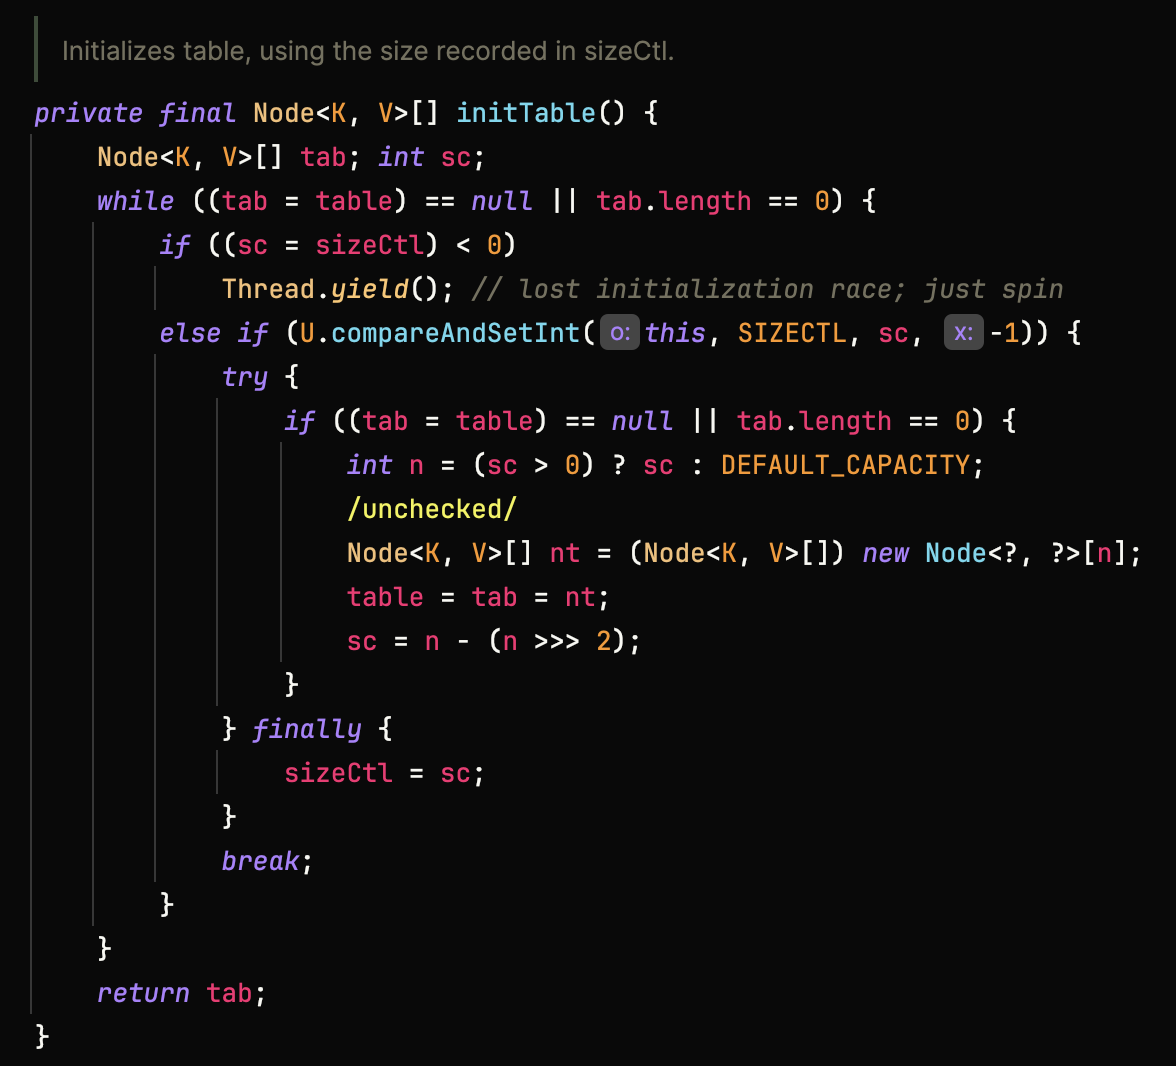 Initializes table, using the size recorded in sizeCtl.
private final Node<K, V>[] initTable() {
    Node<K, V>[] tab; int sc;
    while ((tab = table) == null || tab.length == 0) {
        if ((sc = sizeCtl) < 0)
            Thread.yield(); // lost initialization race; just spin
        else if (U.compareAndSetInt( o: this, SIZECTL, sc, x: -1)) {
            try {
                if ((tab = table) == null || tab.length == 0) {
                    int n = (sc > 0) ? sc : DEFAULT_CAPACITY;
                    /unchecked/
                    Node<K, V>[] nt = (Node<K, V>[]) new Node<?, ?>[n];
                    table = tab = nt;
                    sc = n - (n >>> 2);
                }
            } finally {
                sizeCtl = sc;
            }
            break;
        }
    }
    return tab;
}